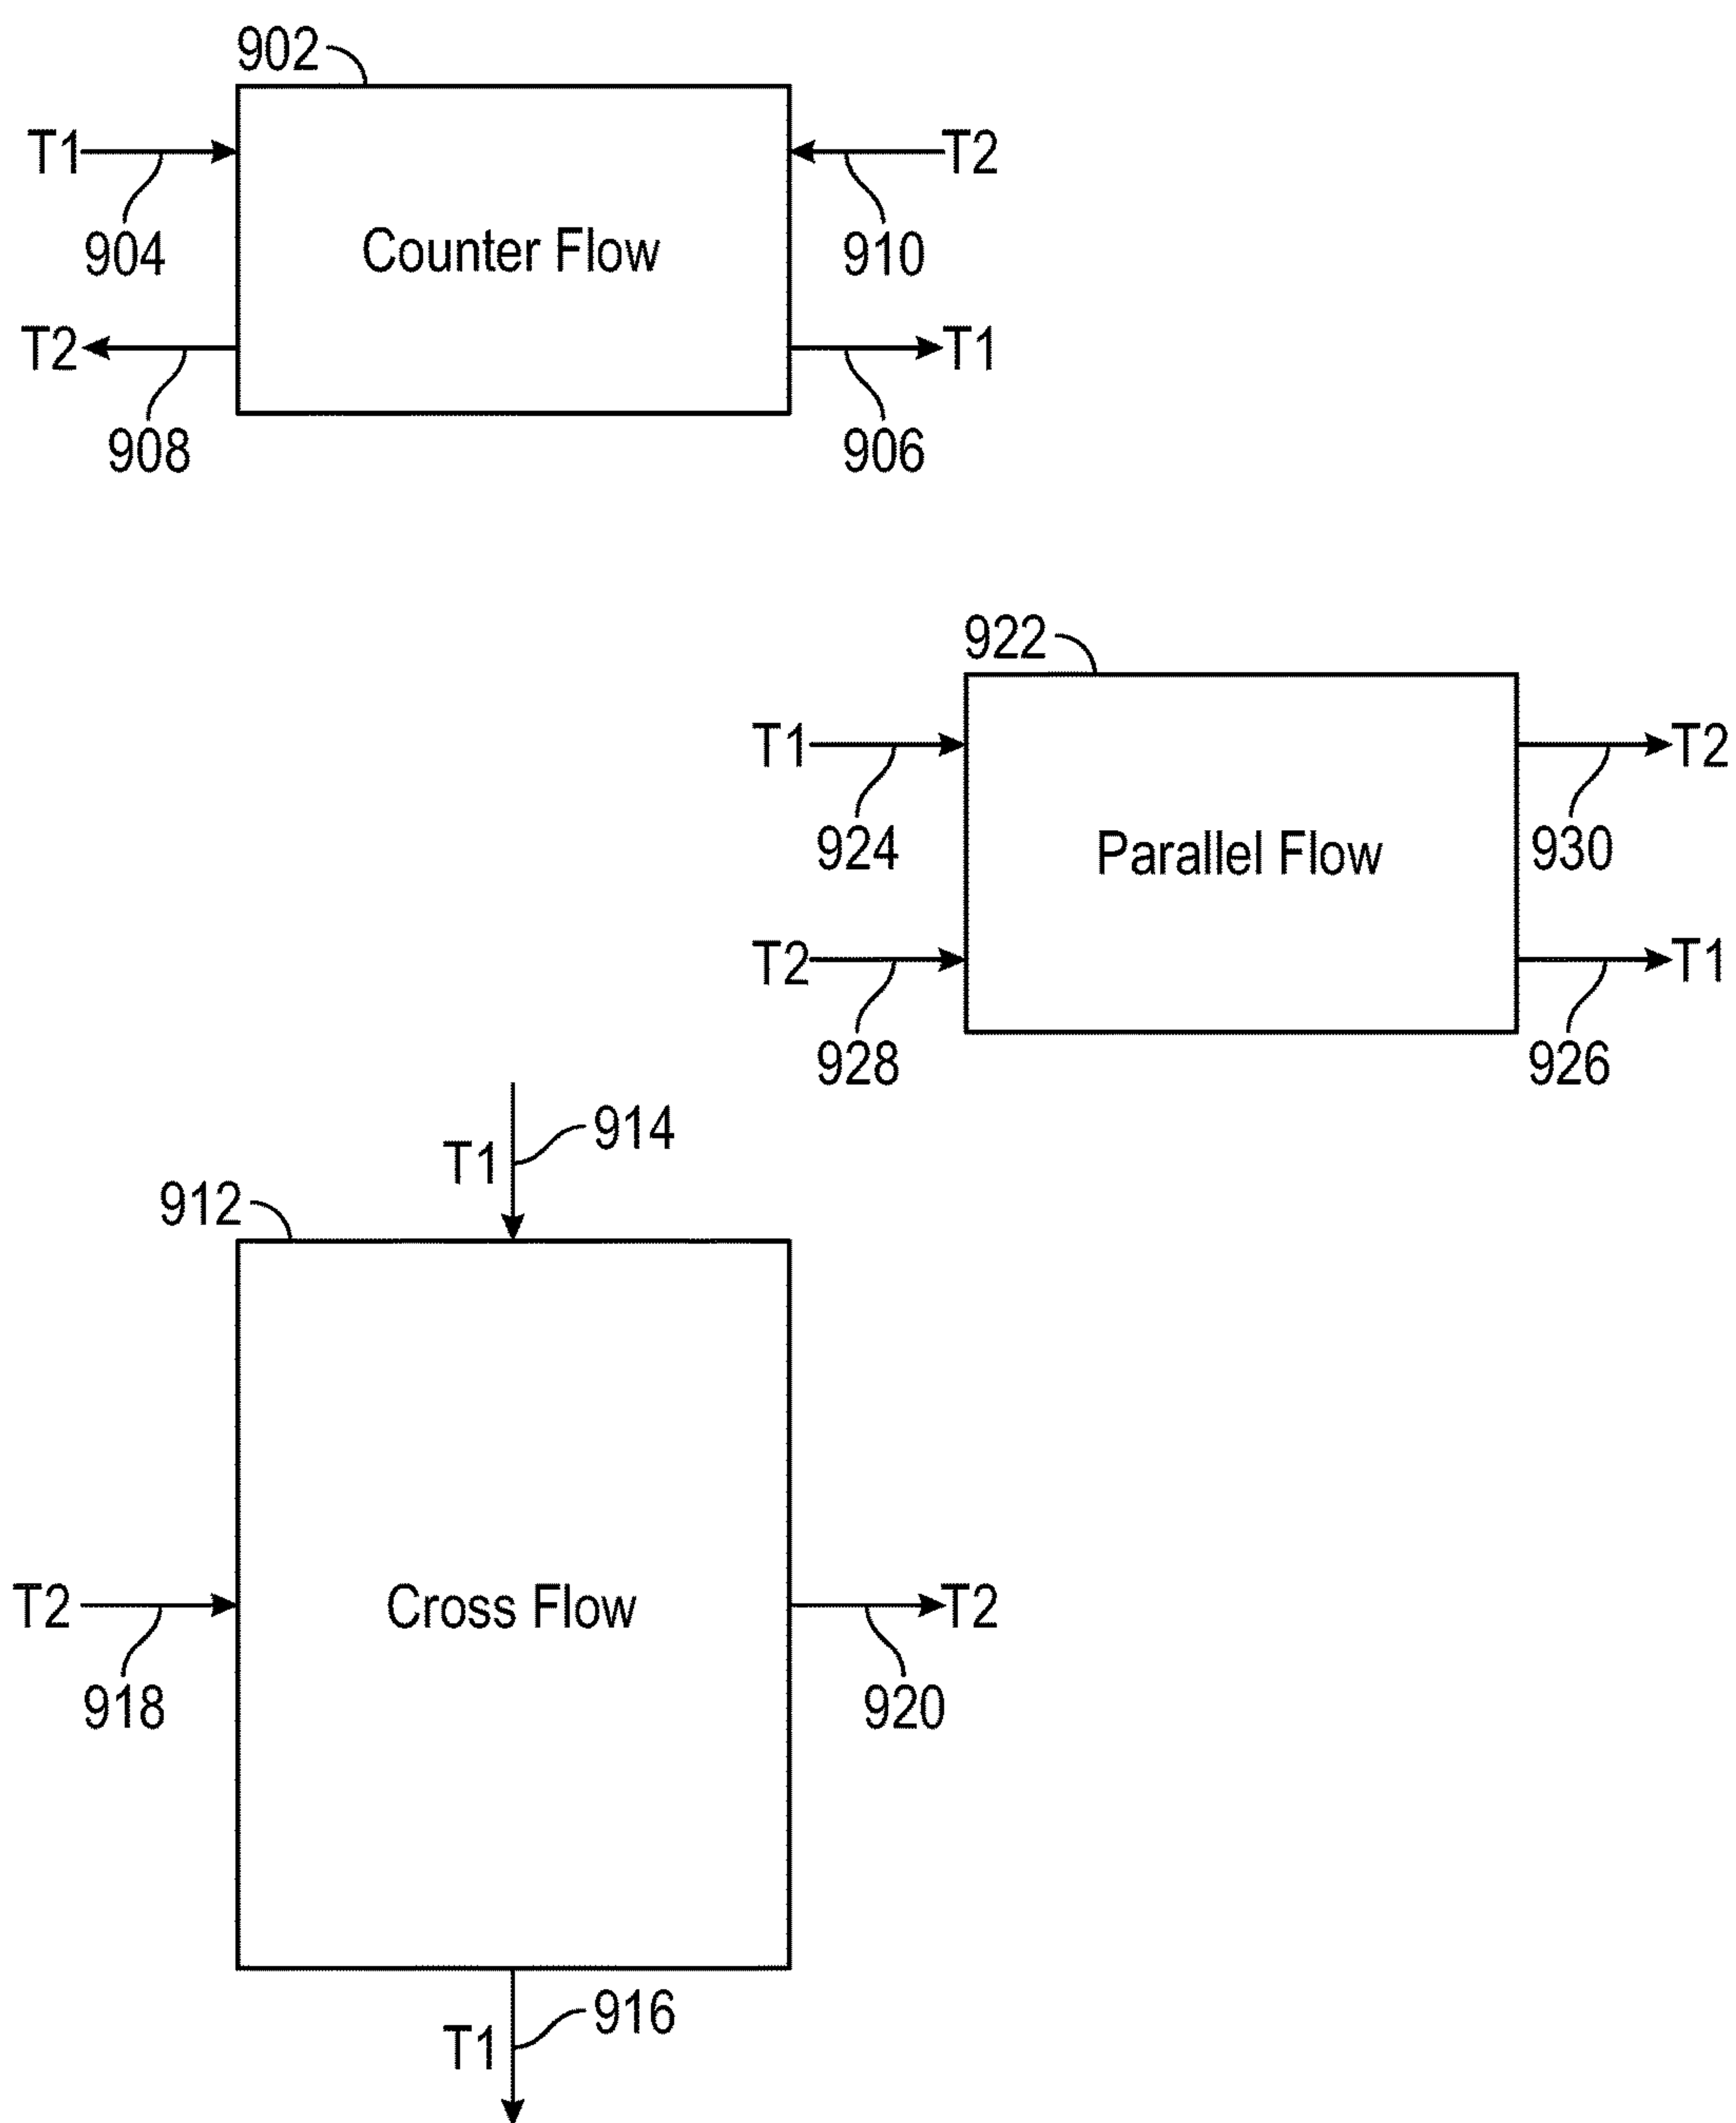 902
T1 T2
904 Counter Flow 910
T2 T1
908 906
922
T1 T2
924 Parallel Flow 930
T2 T1
928 926
914
T1
912
T2 Cross Flow T2
918 920
916
T1